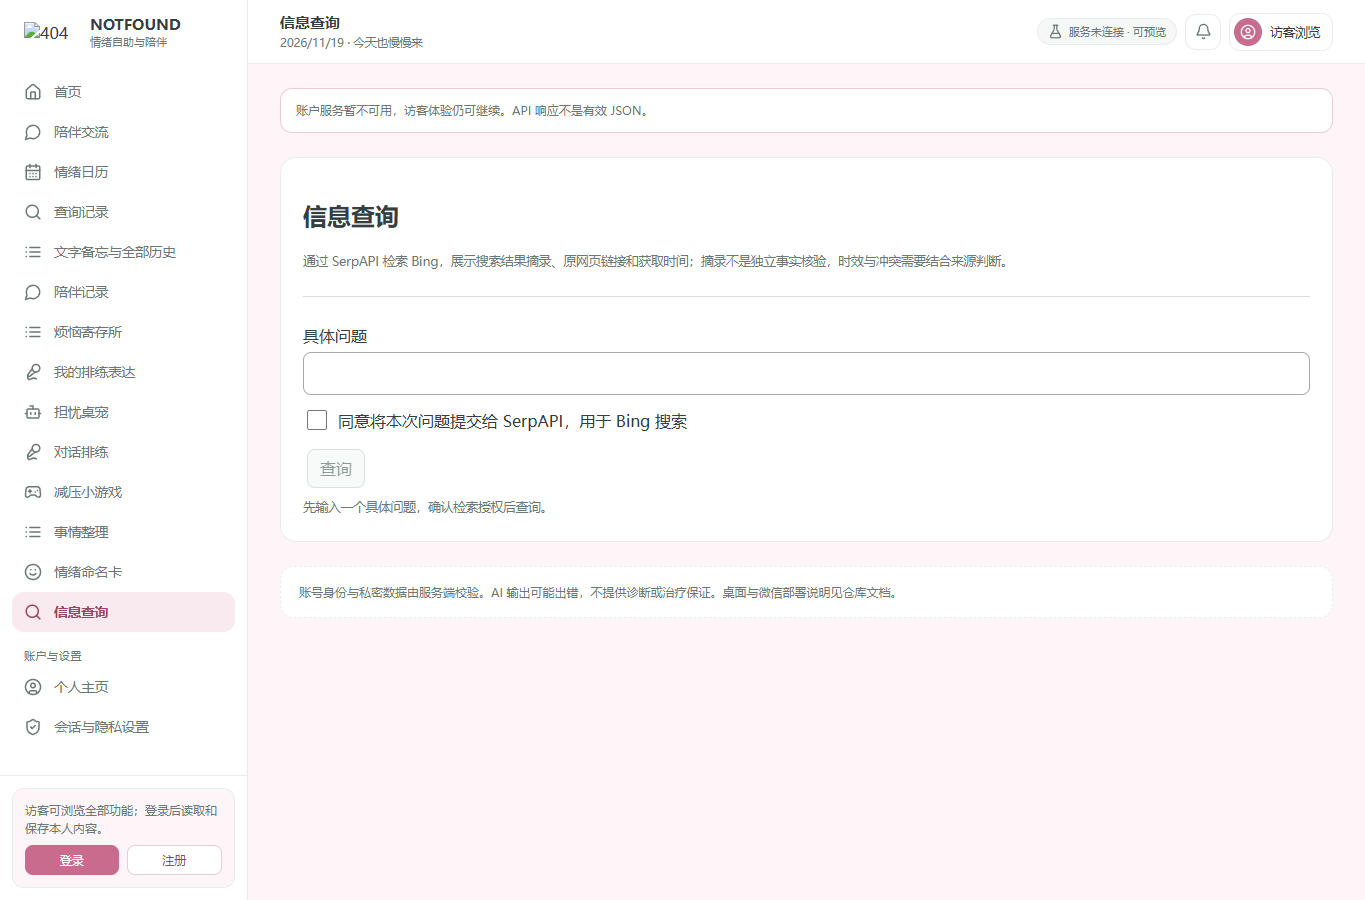 404
NOTFOUND
情绪自助与陪伴
首页
陪伴交流
情绪日历
查询记录
文字备忘与全部历史
陪伴记录
烦恼寄存所
我的排练表达
担忧桌宠
对话排练
减压小游戏
事情整理
情绪命名卡
信息查询
账户与设置
个人主页
会话与隐私设置
访客可浏览全部功能；登录后读取和
保存本人内容。
登录
注册
信息查询
2026/11/19 · 今天也慢慢来
服务未连接 · 可预览
访客浏览
账户服务暂不可用，访客体验仍可继续。API 响应不是有效 JSON。
信息查询
通过 SerpAPI 检索 Bing，展示搜索结果摘录、原网页链接和获取时间；摘录不是独立事实核验，时效与冲突需要结合来源判断。
具体问题
同意将本次问题提交给 SerpAPI，用于 Bing 搜索
查询
先输入一个具体问题，确认检索授权后查询。
账号身份与私密数据由服务端校验。AI 输出可能出错，不提供诊断或治疗保证。桌面与微信部署说明见仓库文档。